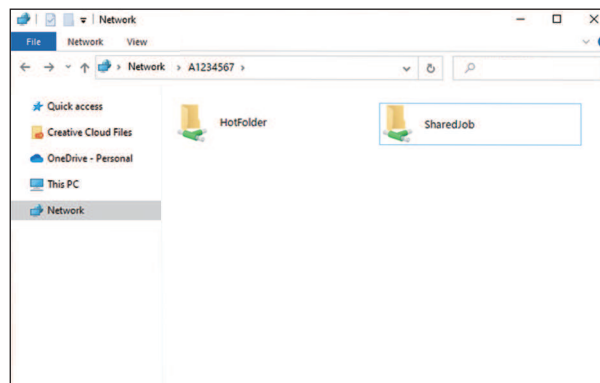 Network
File Network View
Network > A1234567 >
Quick access
Creative Cloud Files
OneDrive - Personal
This PC
Network
HotFolder SharedJob